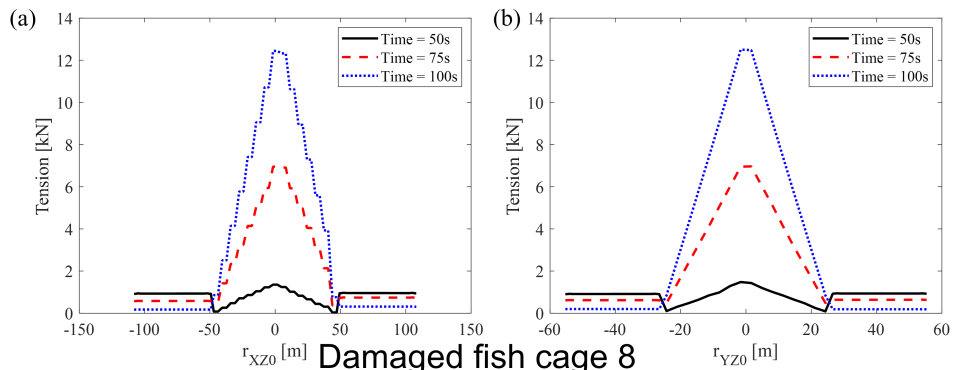 (a)
14
12
10
8
6
4
2
0
Tension [kN]
Time = 50s
Time = 75s
Time = 100s
-150 -100 -50 0 50 100 150
r_XZ0 [m]
(b)
14
12
10
8
6
4
2
0
Tension [kN]
Time = 50s
Time = 75s
Time = 100s
-60 -40 -20 0 20 40 60
r_YZ0 [m]
Damaged fish cage 8